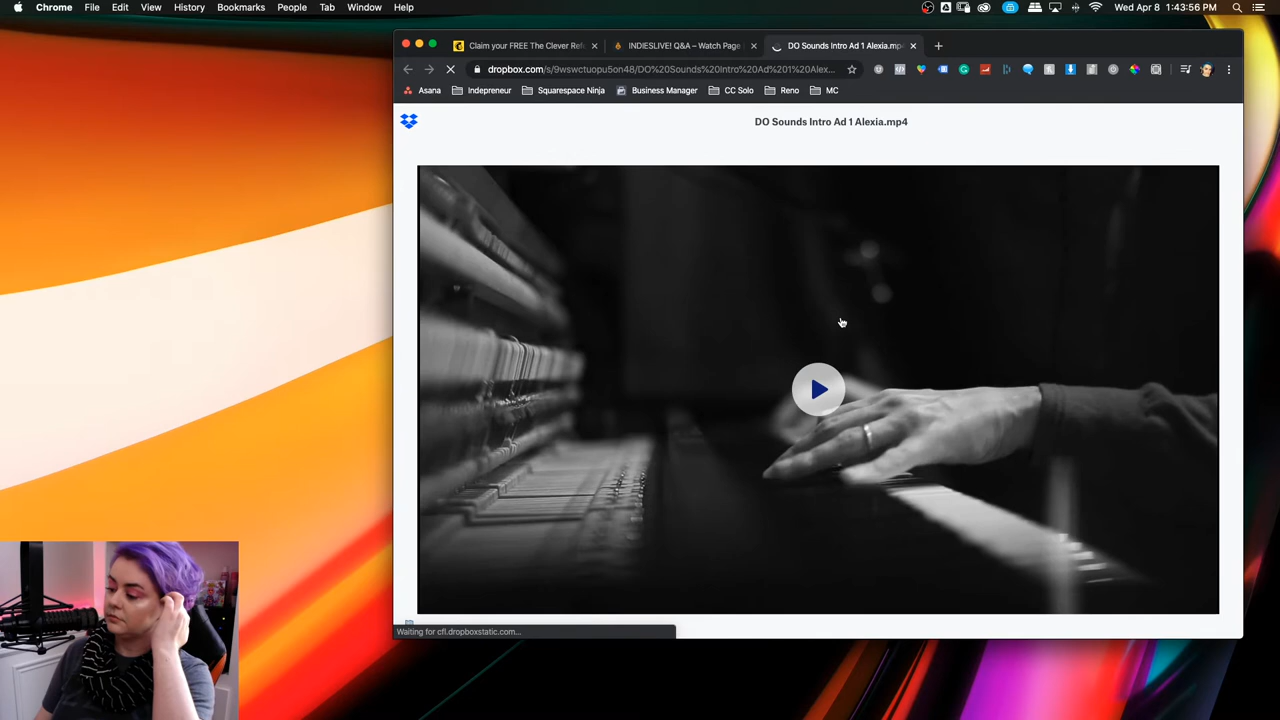 Chrome File Edit View History Bookmarks People Tab Window Help Wed Apr 8 1:43:56 PM
Claim your FREE The Clever Ref INDIESLIVE! Q&A – Watch Page DO Sounds Intro Ad 1 Alexia.mp4
dropbox.com/s/9wswctuopu5on48/DO%20Sounds%20Intro%20Ad%201%20Alex...
Asana Indepreneur Squarespace Ninja Business Manager CC Solo Reno MC
DO Sounds Intro Ad 1 Alexia.mp4
Waiting for cfl.dropboxstatic.com...